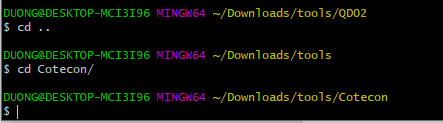 DUONG@DESKTOP-MCI3I96 MINGW64 ~/Downloads/tools/QDO2
$ cd ..
DUONG@DESKTOP-MCI3I96 MINGW64 ~/Downloads/tools
$ cd Cotecon/
DUONG@DESKTOP-MCI3I96 MINGW64 ~/Downloads/tools/Cotecon
$